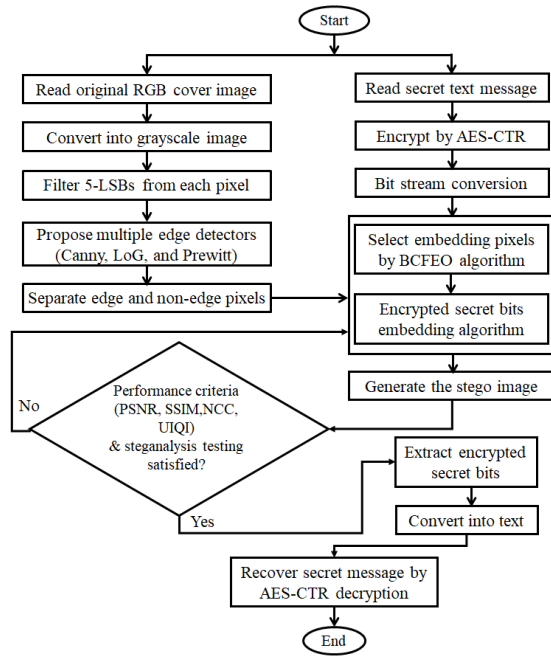 Start
Read original RGB cover image
Convert into grayscale image
Filter 5-LSBs from each pixel
Propose multiple edge detectors
(Canny, LoG, and Prewitt)
Separate edge and non-edge pixels
Read secret text message
Encrypt by AES-CTR
Bit stream conversion
Select embedding pixels
by BCFEO algorithm
Encrypted secret bits
embedding algorithm
Generate the stego image
Performance criteria
(PSNR, SSIM,NCC,
UIQI)
& steganalysis testing
satisfied?
No
Yes
Extract encrypted
secret bits
Convert into text
Recover secret message by
AES-CTR decryption
End